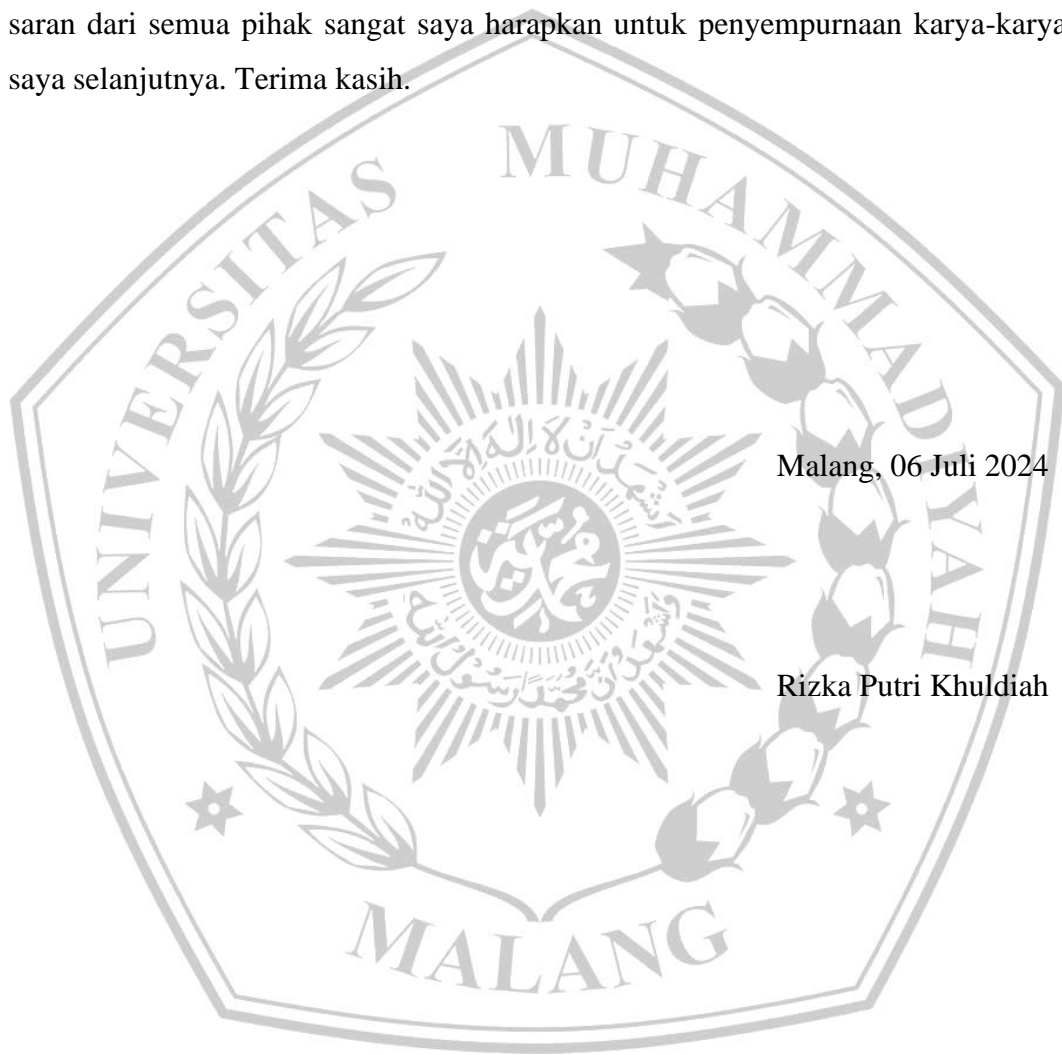 saran dari semua pihak sangat saya harapkan untuk penyempurnaan karya-karya
saya selanjutnya. Terima kasih.
UNIVERSITAS MUHAMMADIYAH
Malang, 06 Juli 2024
Rizka Putri Khuldiah
MALANG